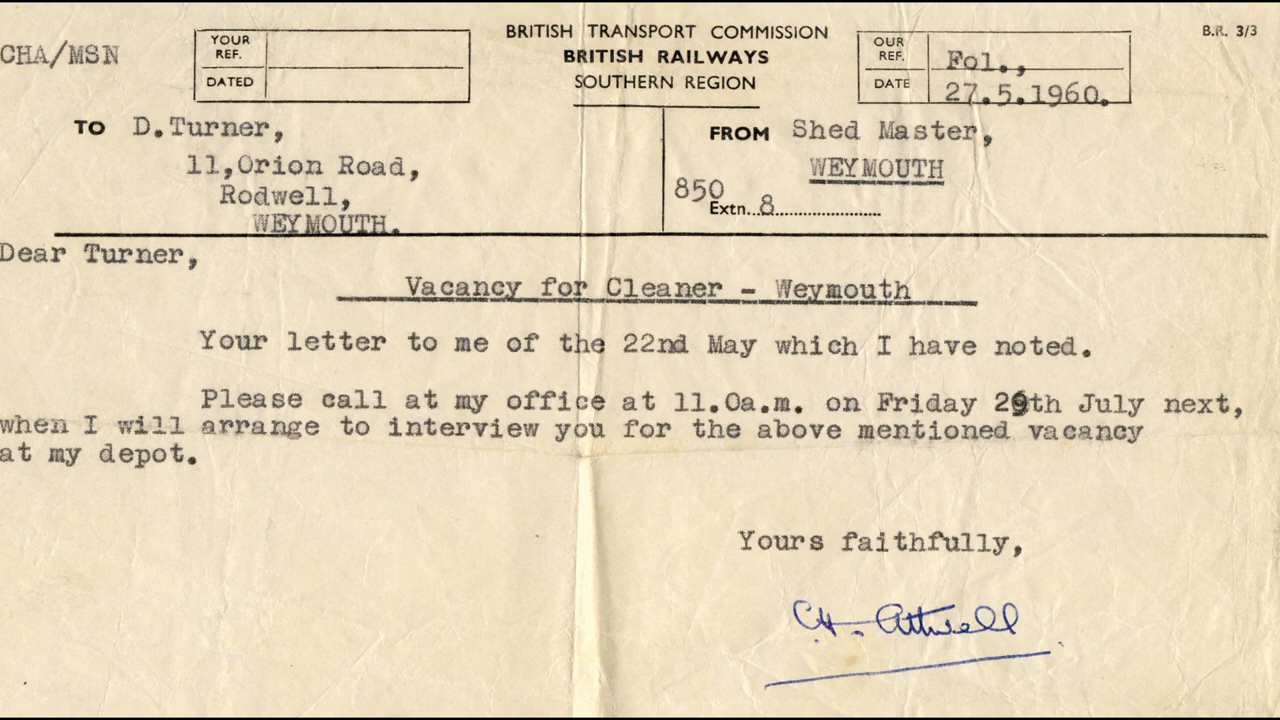 CHA/MSN
YOUR REF.
DATED
BRITISH TRANSPORT COMMISSION
BRITISH RAILWAYS
SOUTHERN REGION
OUR REF. Fol.,
DATE 27.5.1960.
B.R. 3/3
TO D.Turner,
11,Orion Road,
Rodwell,
WEYMOUTH.
FROM Shed Master,
WEYMOUTH
850
Extn. 8
Dear Turner,
Vacancy for Cleaner - Weymouth
Your letter to me of the 22nd May which I have noted.
Please call at my office at 11.0a.m. on Friday 29th July next,
when I will arrange to interview you for the above mentioned vacancy
at my depot.
Yours faithfully,
CH. Attwell